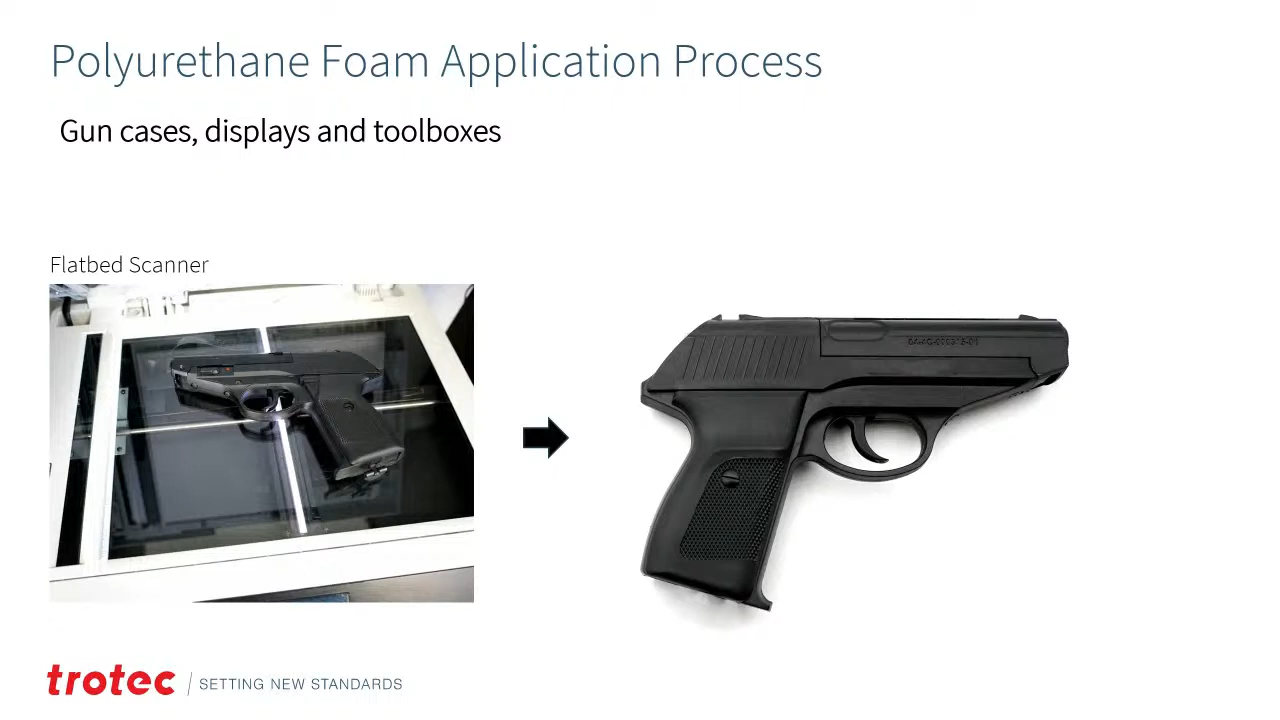 Polyurethane Foam Application Process
Gun cases, displays and toolboxes
Flatbed Scanner
trotec
SETTING NEW STANDARDS